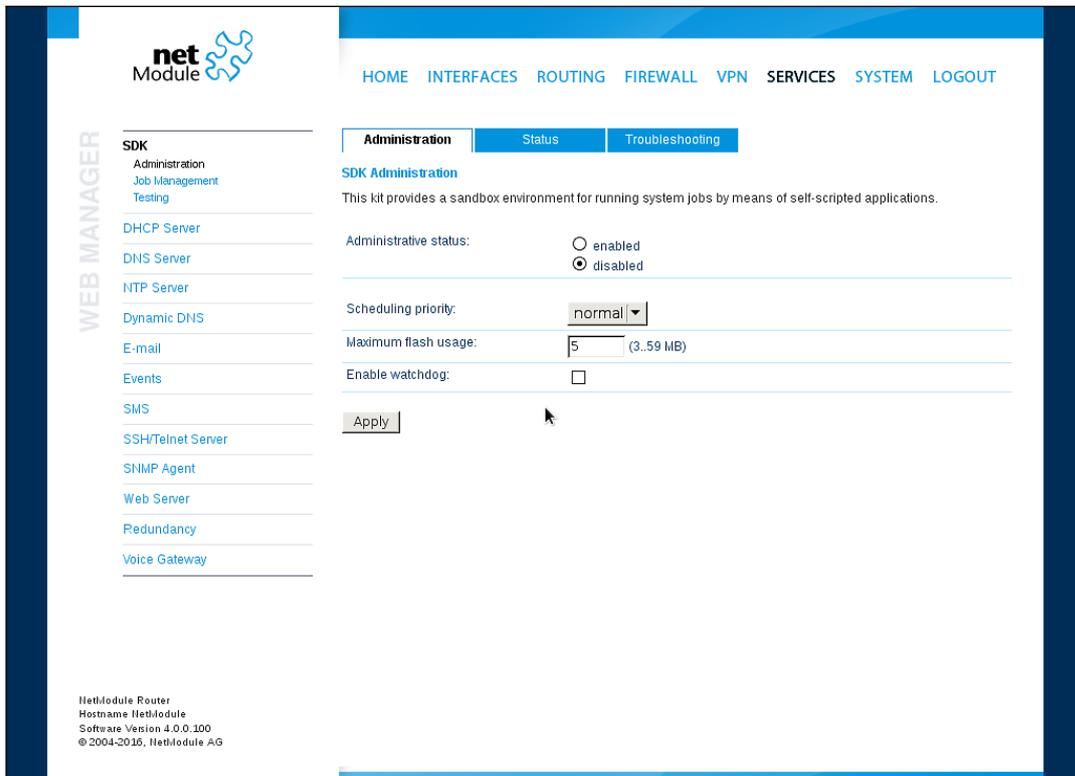 net
Module
HOME INTERFACES ROUTING FIREWALL VPN SERVICES SYSTEM LOGOUT
WEB MANAGER
SDK
Administration
Job Management
Testing
DHCP Server
DNS Server
NTP Server
Dynamic DNS
E-mail
Events
SMS
SSH/Telnet Server
SNMP Agent
Web Server
Redundancy
Voice Gateway
Administration Status Troubleshooting
SDK Administration
This kit provides a sandbox environment for running system jobs by means of self-scripted applications.
Administrative status:
enabled
disabled
Scheduling priority: normal
Maximum flash usage: 5 (3..59 MB)
Enable watchdog:
Apply
NetModule Router
Hostname NetModule
Software Version 4.0.0.100
© 2004-2016, NetModule AG